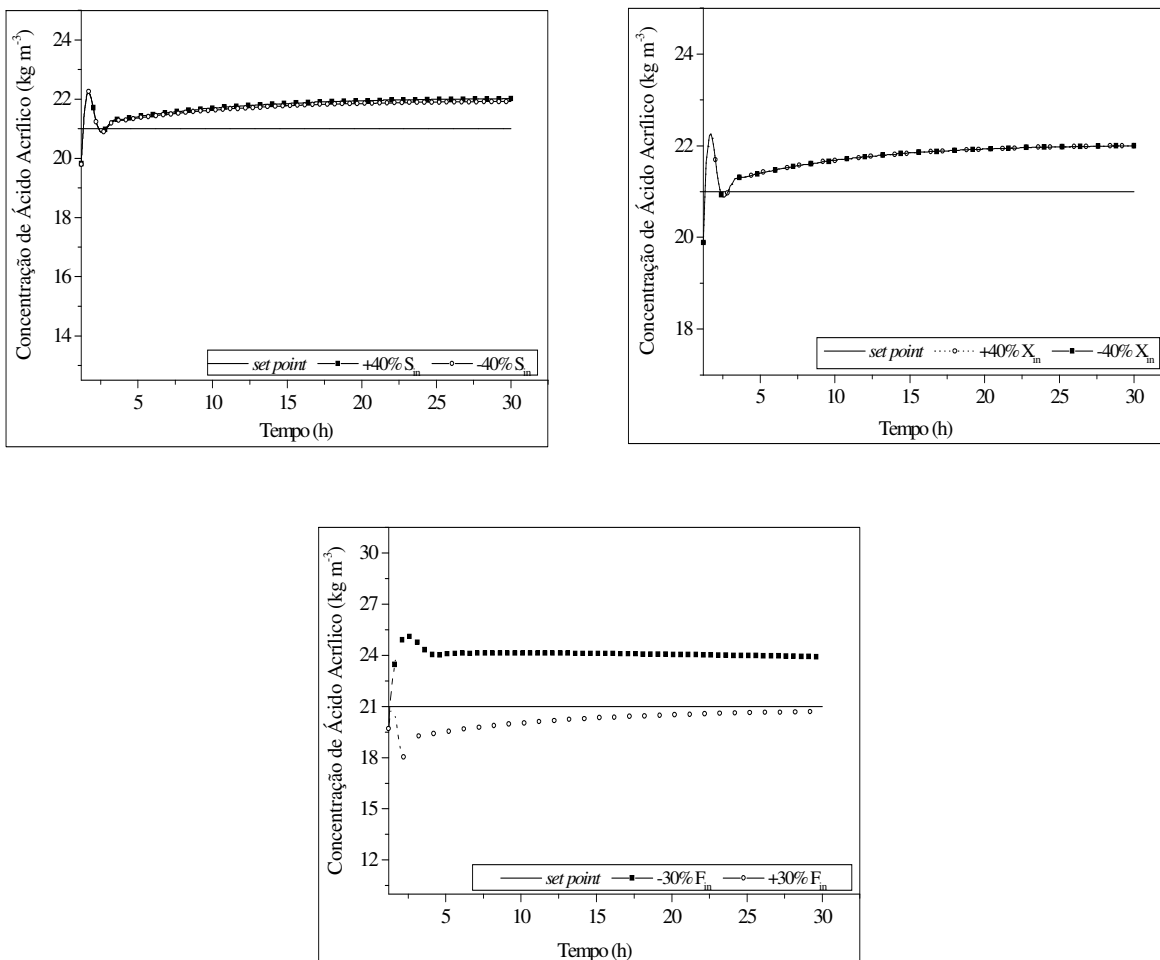 Concentração de Ácido Acrílico (kg m⁻³)
24
22
20
18
16
14
set point +40% S_in -40% S_in
5 10 15 20 25 30
Tempo (h)
Concentração de Ácido Acrílico (kg m⁻³)
24
22
20
18
set point +40% X_in -40% X_in
5 10 15 20 25 30
Tempo (h)
Concentração de Ácido Acrílico (kg m⁻³)
30
27
24
21
18
15
12
set point -30% F_in +30% F_in
5 10 15 20 25 30
Tempo (h)